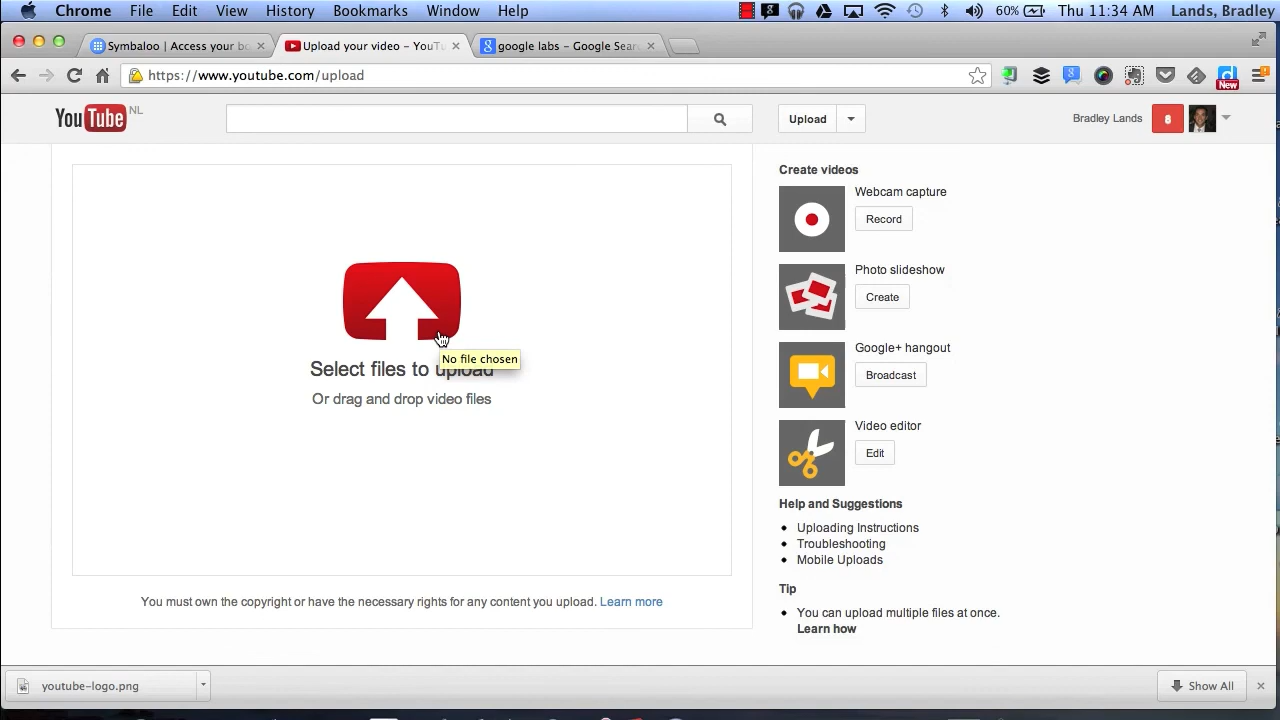 Chrome File Edit View History Bookmarks Window Help 60% Thu 11:34 AM Lands, Bradley
Symbaloo | Access your bo
Upload your video – YouTu
google labs – Google Sear
https://www.youtube.com/upload
New
YouTube NL
Upload
Bradley Lands
8
Select files to upload
No file chosen
Or drag and drop video files
You must own the copyright or have the necessary rights for any content you upload. Learn more
Create videos
Webcam capture
Record
Photo slideshow
Create
Google+ hangout
Broadcast
Video editor
Edit
Help and Suggestions
Uploading Instructions
Troubleshooting
Mobile Uploads
Tip
You can upload multiple files at once.
Learn how
youtube-logo.png
Show All